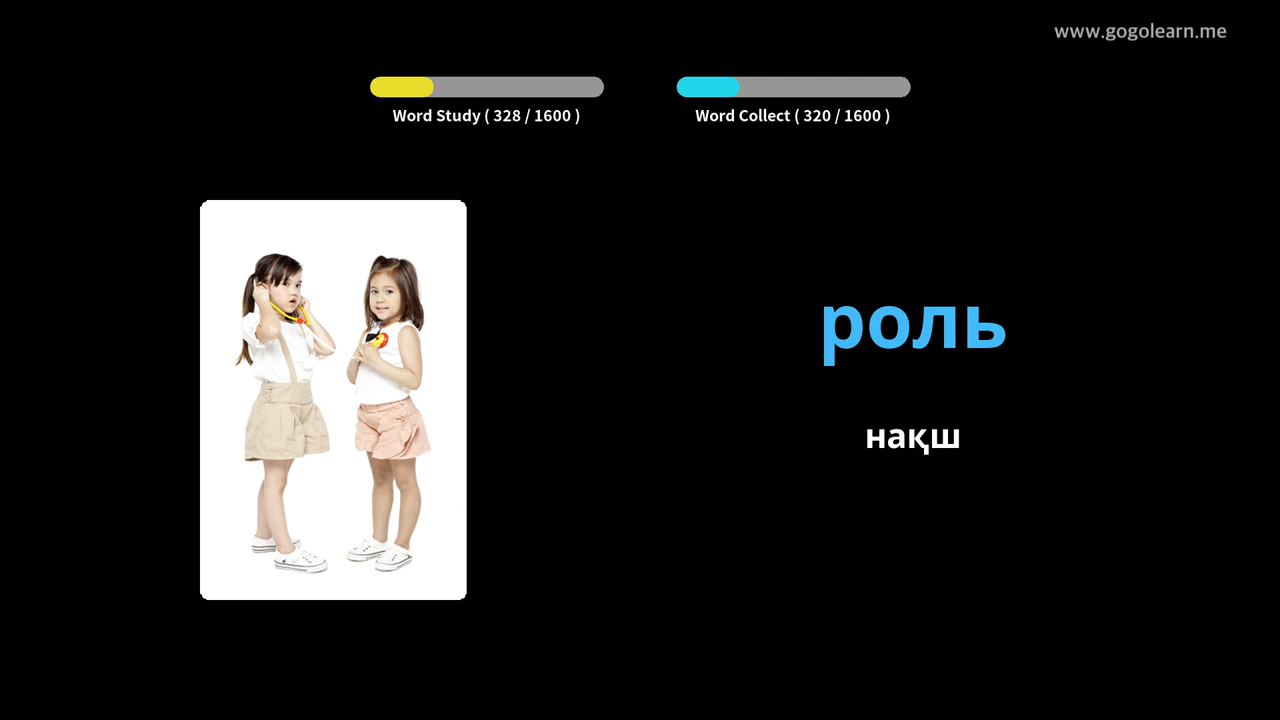 www.gogolearn.me
Word Study ( 328 / 1600 )
Word Collect ( 320 / 1600 )
роль
нақш